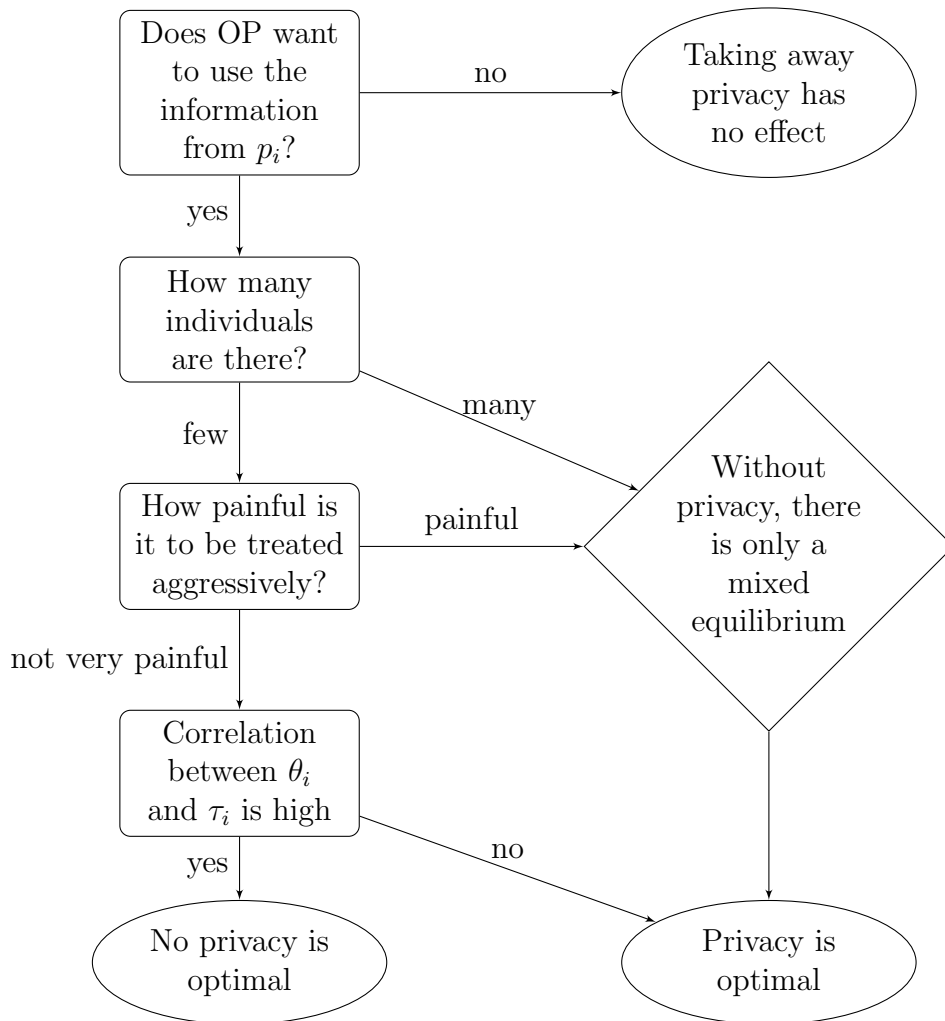 Does OP want
to use the
information
from $p_i$?
no
Taking away
privacy has
no effect
yes
How many
individuals
are there?
many
few
How painful is
it to be treated
aggressively?
painful
Without
privacy, there
is only a
mixed
equilibrium
not very painful
Correlation
between $\theta_i$
and $\tau_i$ is high
no
yes
No privacy is
optimal
Privacy is
optimal